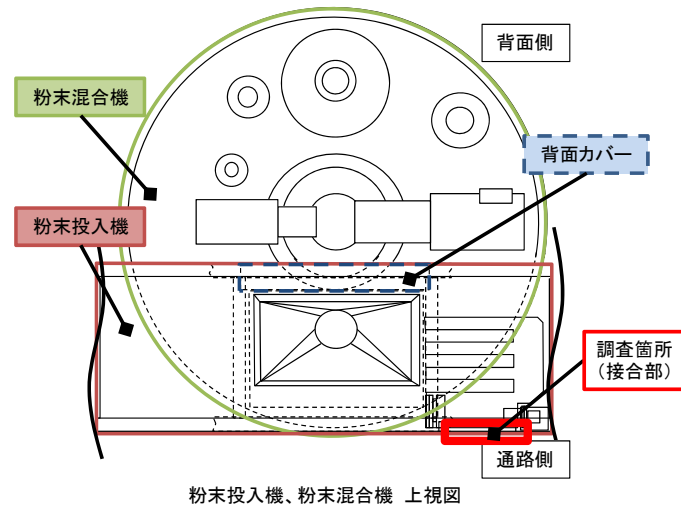 背面側
粉末混合機
背面カバー
粉末投入機
調査箇所
（接合部）
通路側
粉末投入機、粉末混合機 上視図